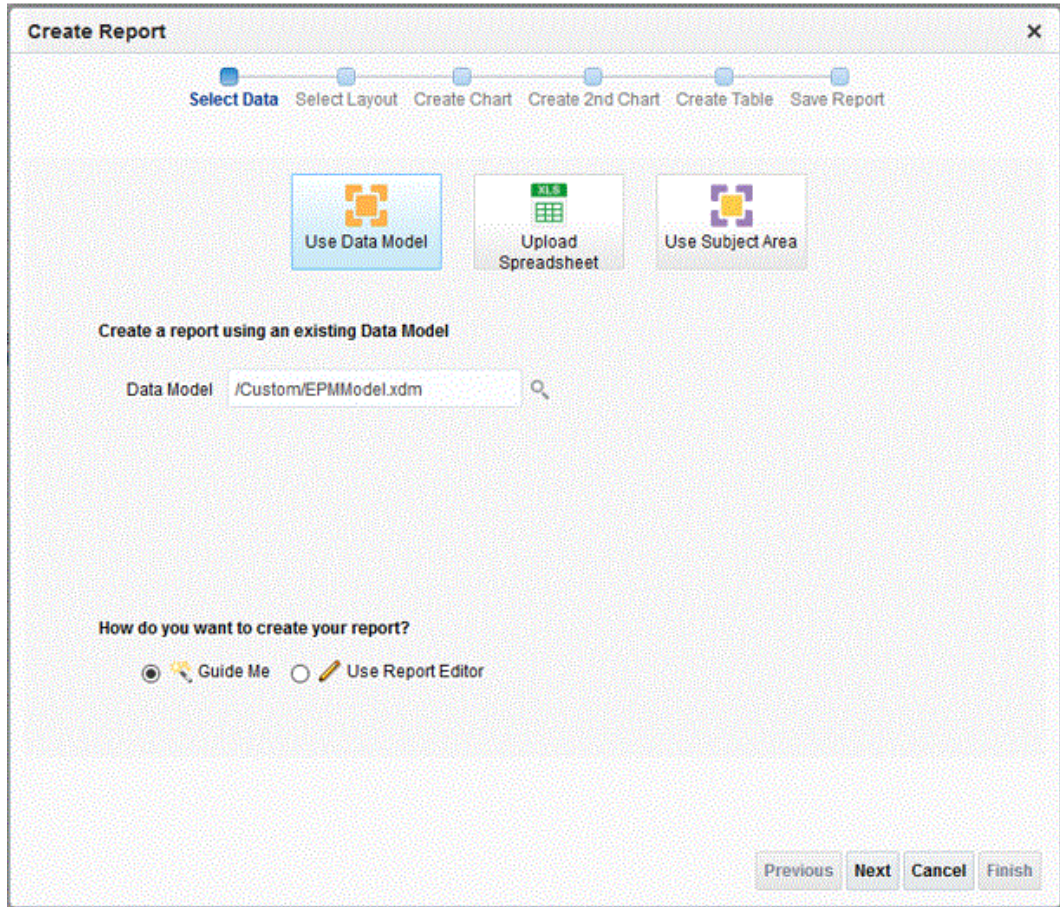 Create Report
Select Data Select Layout Create Chart Create 2nd Chart Create Table Save Report
Use Data Model
XLS
Upload
Spreadsheet
Use Subject Area
Create a report using an existing Data Model
Data Model /Custom/EPMModel.xdm
How do you want to create your report?
Guide Me Use Report Editor
Previous Next Cancel Finish